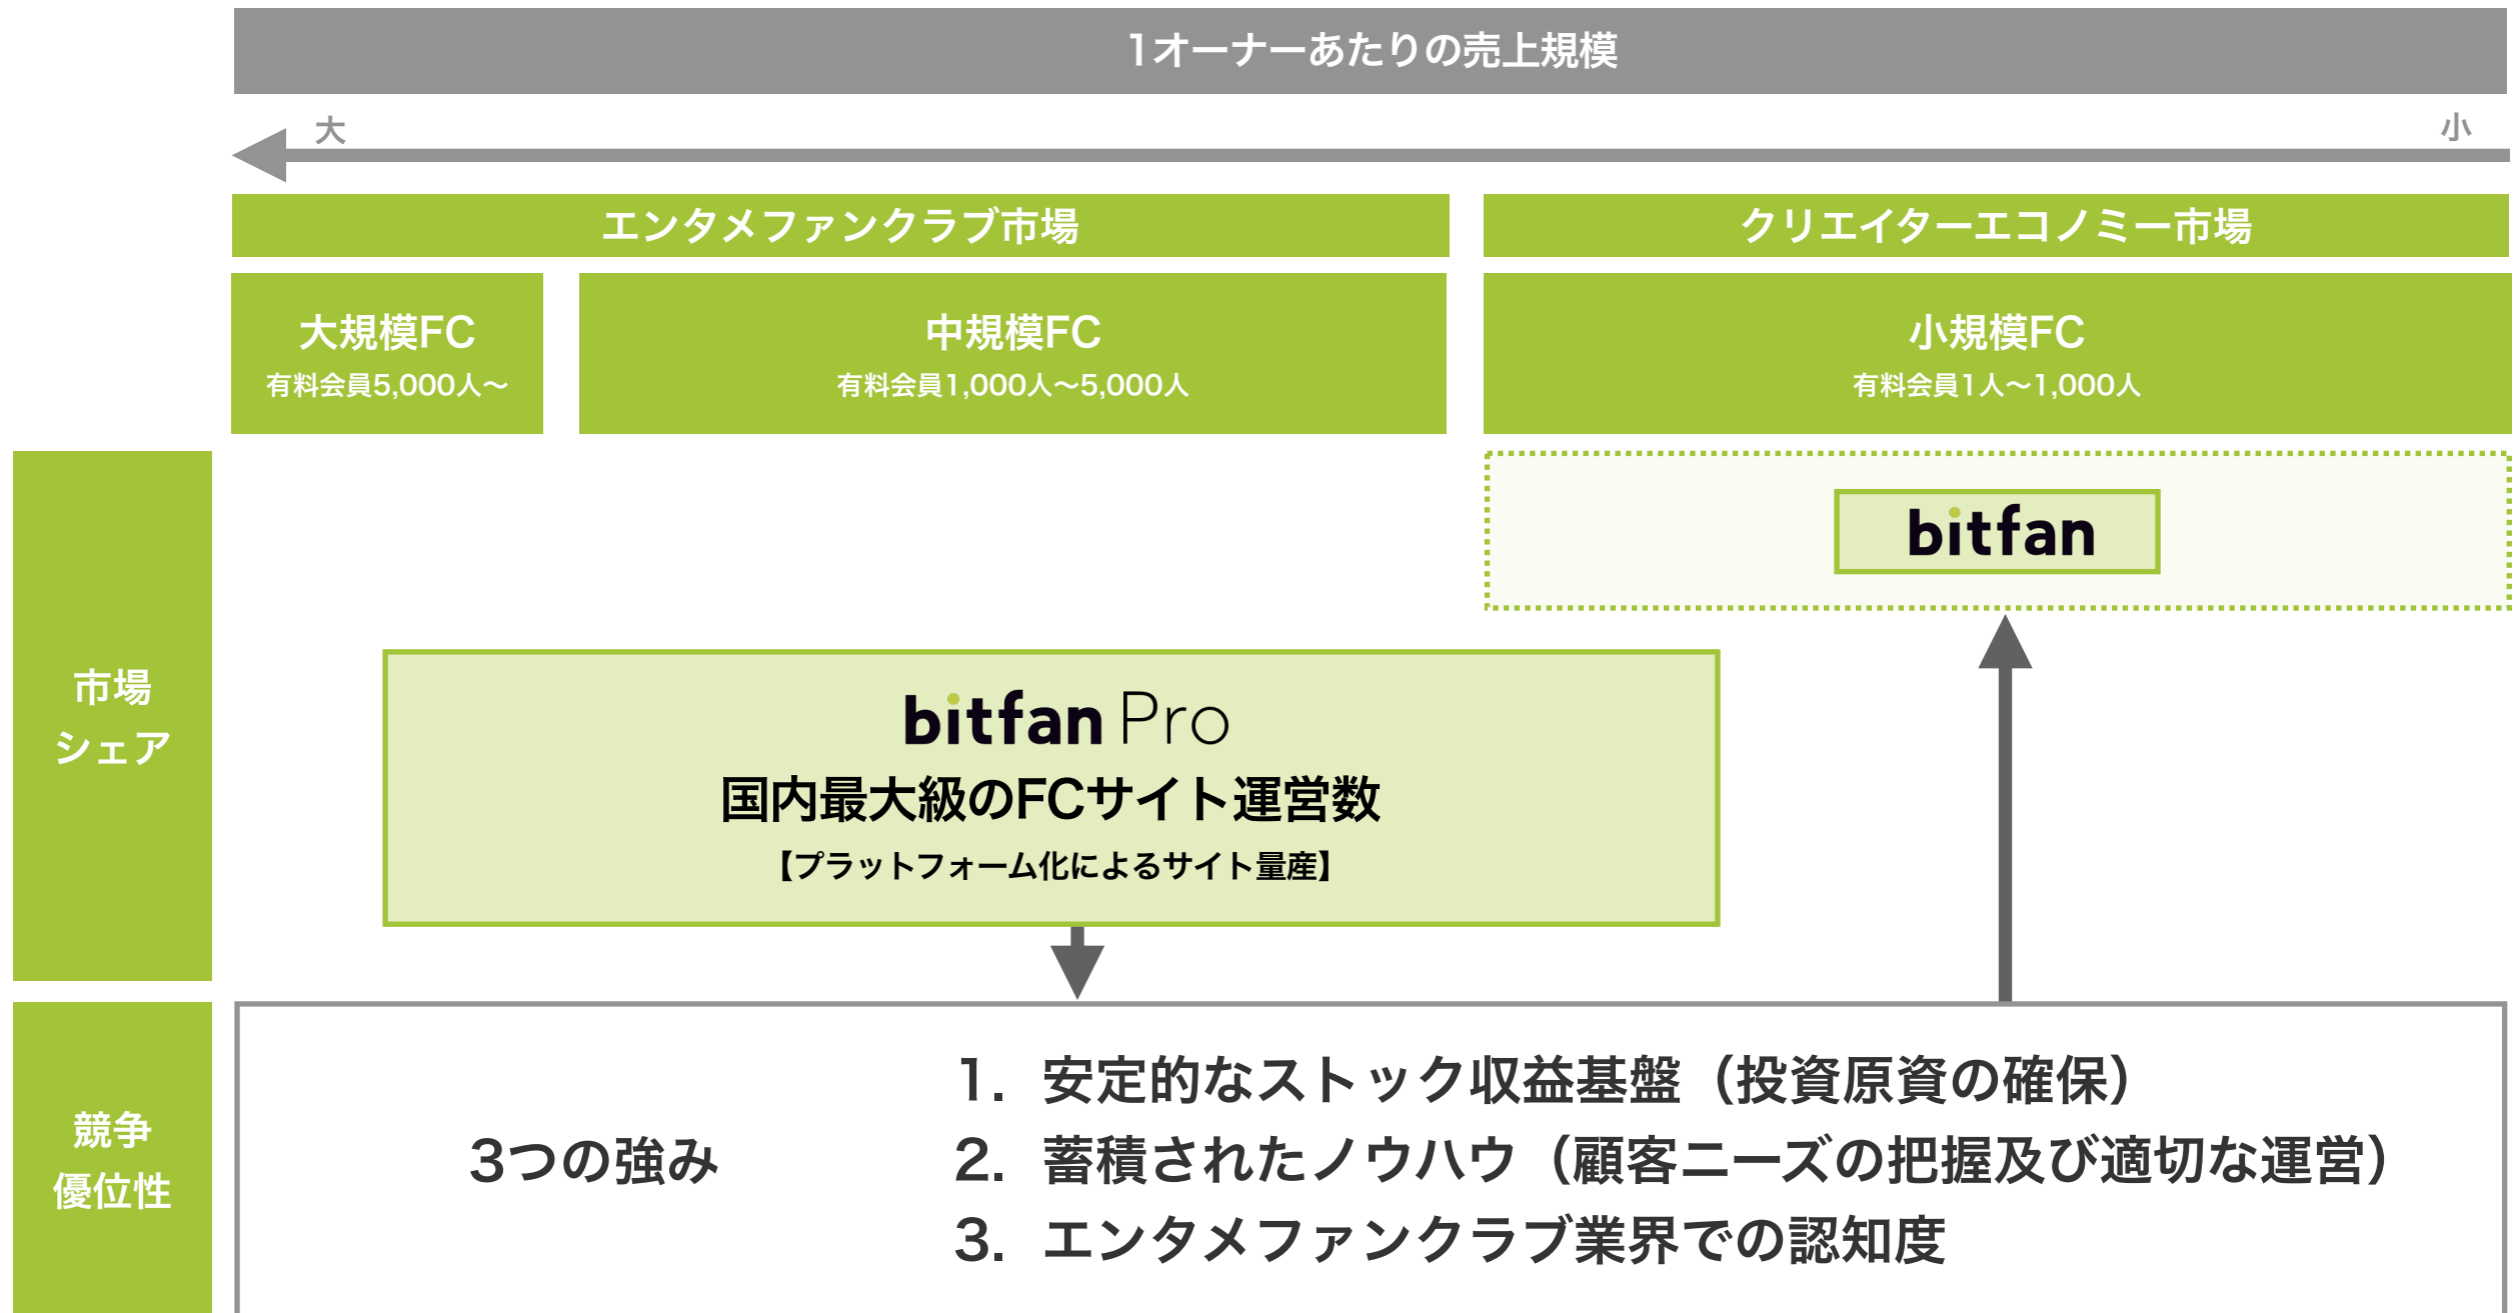 1オーナーあたりの売上規模
大
小
エンタメファンクラブ市場
クリエイターエコノミー市場
大規模FC
有料会員5,000人〜
中規模FC
有料会員1,000人〜5,000人
小規模FC
有料会員1人〜1,000人
市場
シェア
bitfan
bitfan Pro
国内最大級のFCサイト運営数
【プラットフォーム化によるサイト量産】
競争
優位性
3つの強み
1. 安定的なストック収益基盤（投資原資の確保）
2. 蓄積されたノウハウ（顧客ニーズの把握及び適切な運営）
3. エンタメファンクラブ業界での認知度